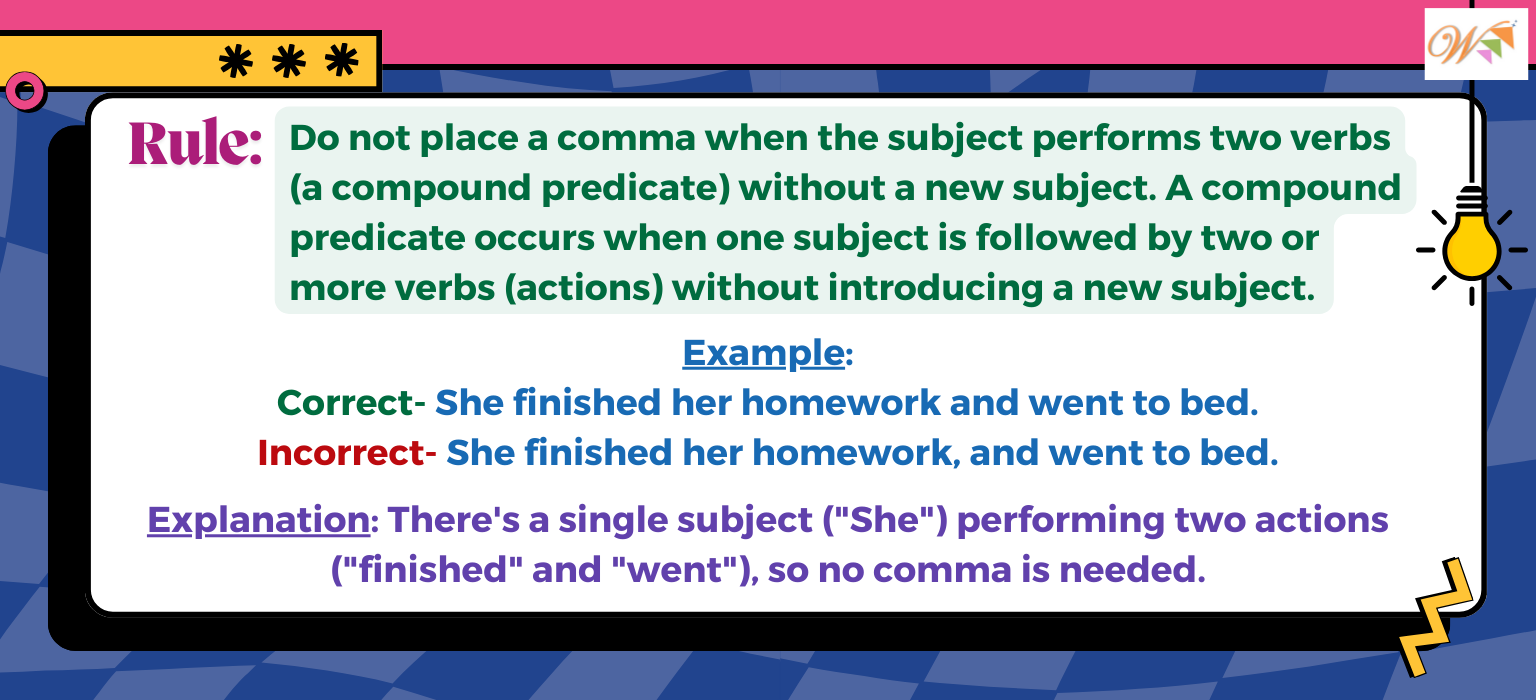 Rule:
Do not place a comma when the subject performs two verbs
(a compound predicate) without a new subject. A compound
predicate occurs when one subject is followed by two or
more verbs (actions) without introducing a new subject.
Example:
Correct- She finished her homework and went to bed.
Incorrect- She finished her homework, and went to bed.
Explanation: There's a single subject ("She") performing two actions
("finished" and "went"), so no comma is needed.